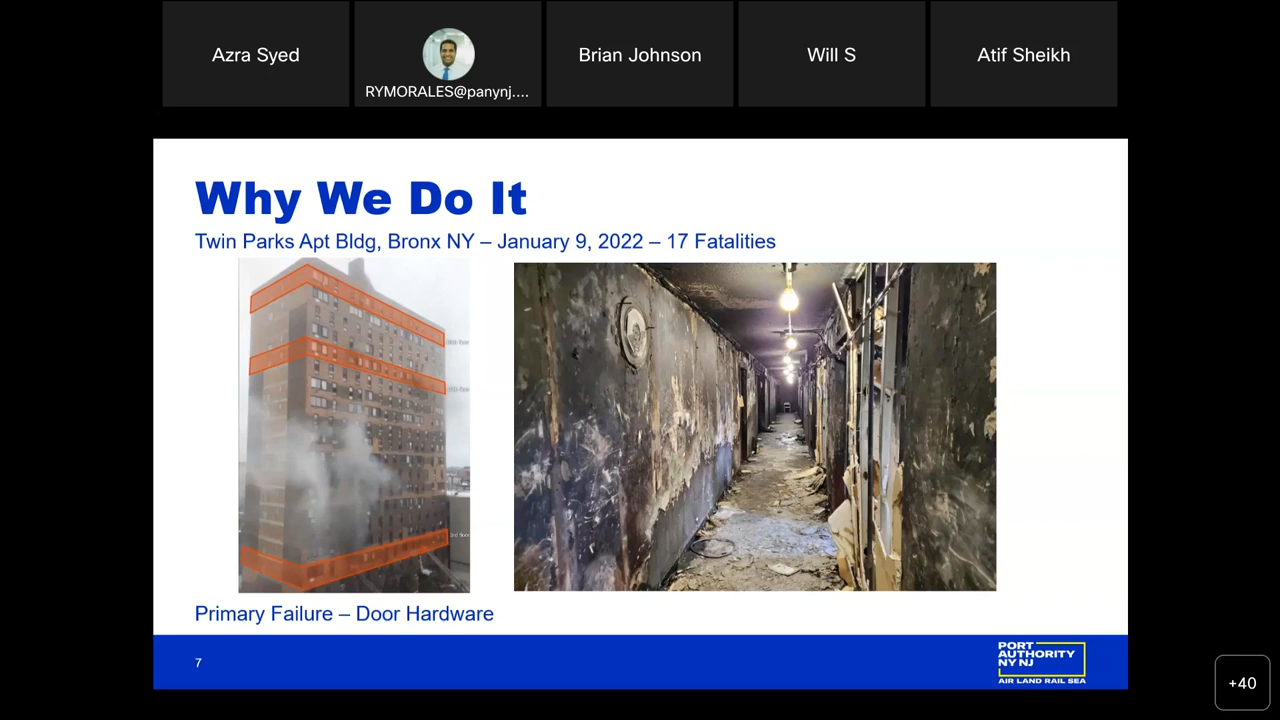 Azra Syed
RYMORALES@panynj....
Brian Johnson
Will S
Atif Sheikh
Why We Do It
Twin Parks Apt Bldg, Bronx NY – January 9, 2022 – 17 Fatalities
Primary Failure – Door Hardware
7
PORT
AUTHORITY
NY NJ
AIR LAND RAIL SEA
+40